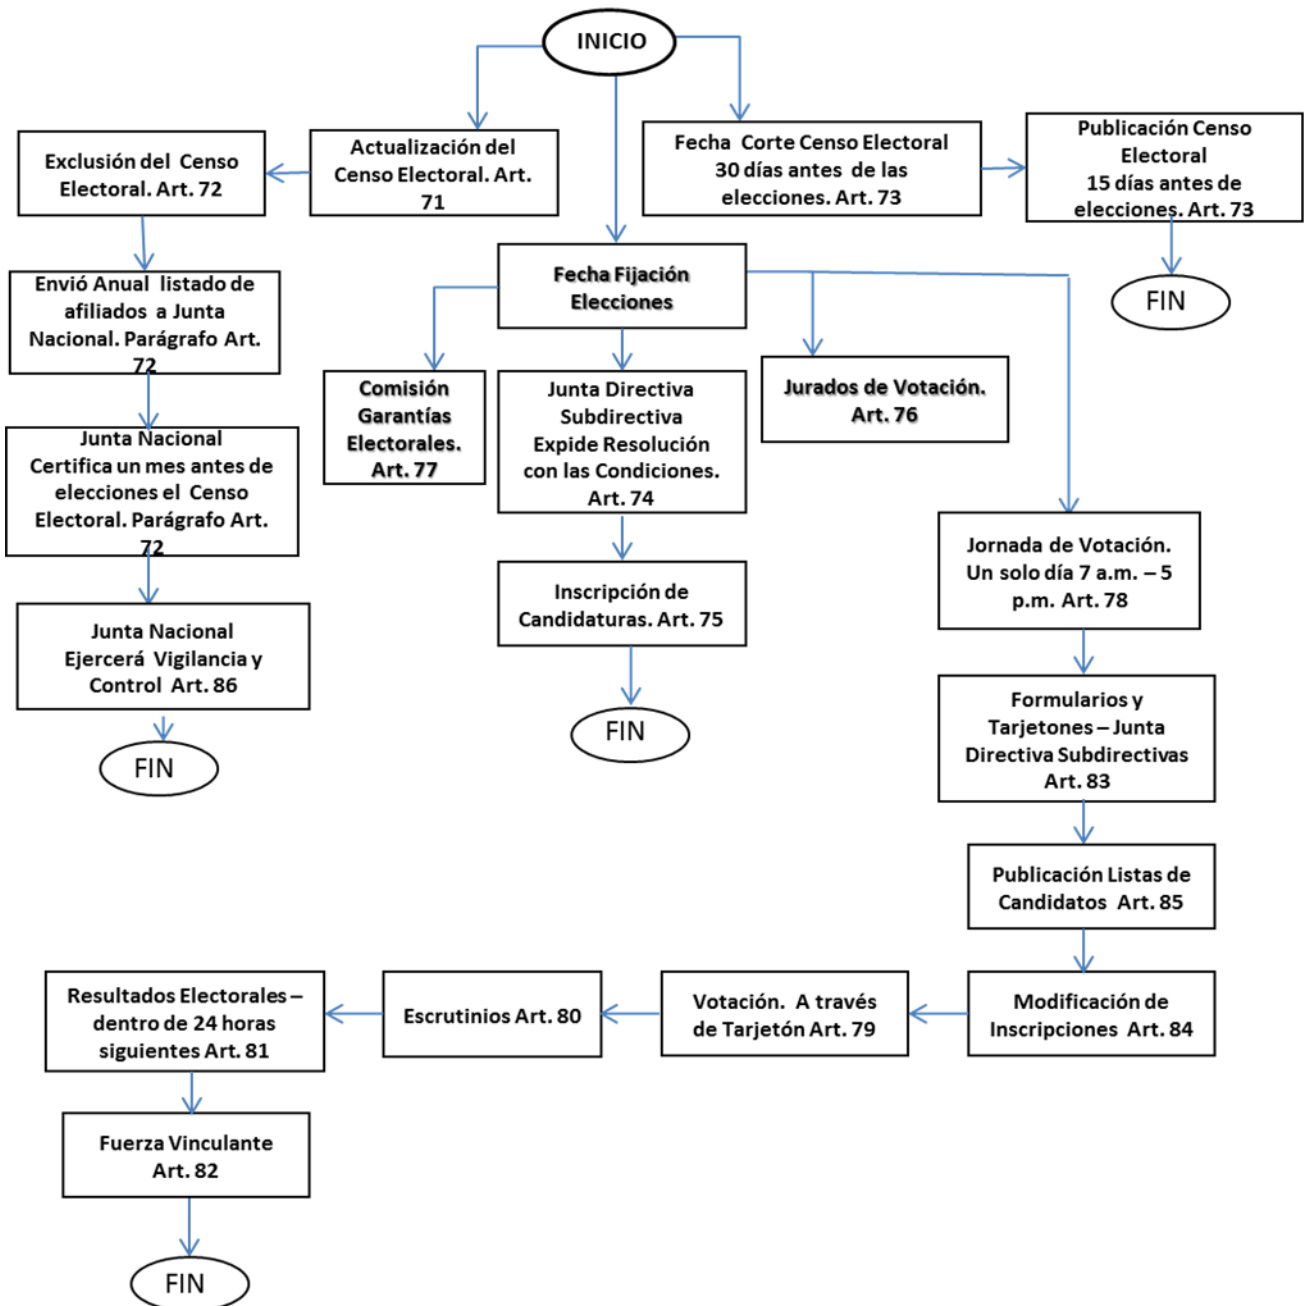 INICIO
Exclusión del Censo
Electoral. Art. 72
Actualización del
Censo Electoral. Art.
71
Fecha Corte Censo Electoral
30 días antes de las
elecciones. Art. 73
Publicación Censo
Electoral
15 días antes de
elecciones. Art. 73
FIN
Envió Anual listado de
afiliados a Junta
Nacional. Parágrafo Art.
72
Fecha Fijación
Elecciones
Comisión
Garantías
Electorales.
Art. 77
Junta Directiva
Subdirectiva
Expide Resolución
con las Condiciones.
Art. 74
Jurados de Votación.
Art. 76
Junta Nacional
Certifica un mes antes de
elecciones el Censo
Electoral. Parágrafo Art.
72
Inscripción de
Candidaturas. Art. 75
FIN
Jornada de Votación.
Un solo día 7 a.m. – 5
p.m. Art. 78
Junta Nacional
Ejercerá Vigilancia y
Control Art. 86
FIN
Formularios y
Tarjetones – Junta
Directiva Subdirectivas
Art. 83
Publicación Listas de
Candidatos Art. 85
Modificación de
Inscripciones Art. 84
Votación. A través
de Tarjetón Art. 79
Escrutinios Art. 80
Resultados Electorales –
dentro de 24 horas
siguientes Art. 81
Fuerza Vinculante
Art. 82
FIN